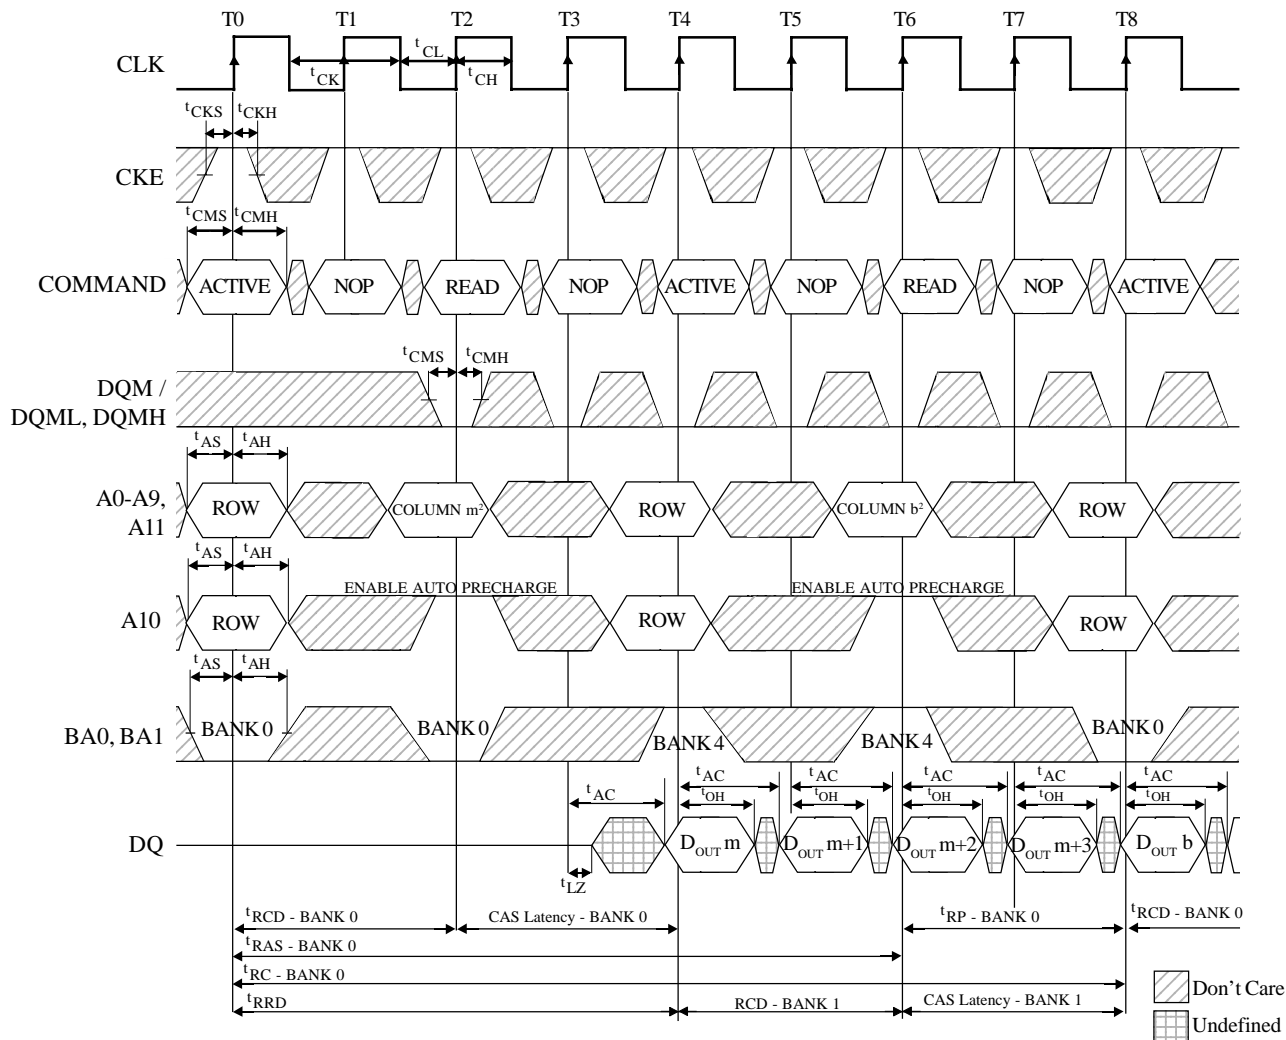 T0 T1 T2 T3 T4 T5 T6 T7 T8
CLK
tCK tCL tCH
tCKS tCKH
CKE
tCMS tCMH
COMMAND ACTIVE NOP READ NOP ACTIVE NOP READ NOP ACTIVE
tCMS tCMH
DQM /
DQML, DQMH
tAS tAH
A0-A9,
A11
ROW COLUMN m² ROW COLUMN b² ROW
tAS tAH
ENABLE AUTO PRECHARGE ENABLE AUTO PRECHARGE
A10 ROW ROW ROW
tAS tAH
BA0, BA1 BANK 0 BANK 0 BANK 4 BANK 4 BANK 0
tAC tAC tAC tAC tAC tAC
tOH tOH tOH tOH tOH
DQ DOUT m DOUT m+1 DOUT m+2 DOUT m+3 DOUT b
tLZ
tRCD - BANK 0 CAS Latency - BANK 0 tRP - BANK 0 tRCD - BANK 0
tRAS - BANK 0
tRC - BANK 0
tRRD RCD - BANK 1 CAS Latency - BANK 1
Don't Care
Undefined